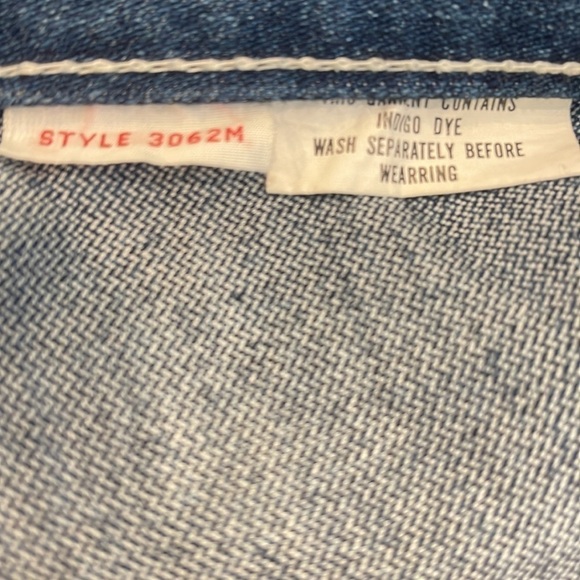 STYLE 3062M
THIS GARMENT CONTAINS
INDIGO DYE
WASH SEPARATELY BEFORE
WEARRING